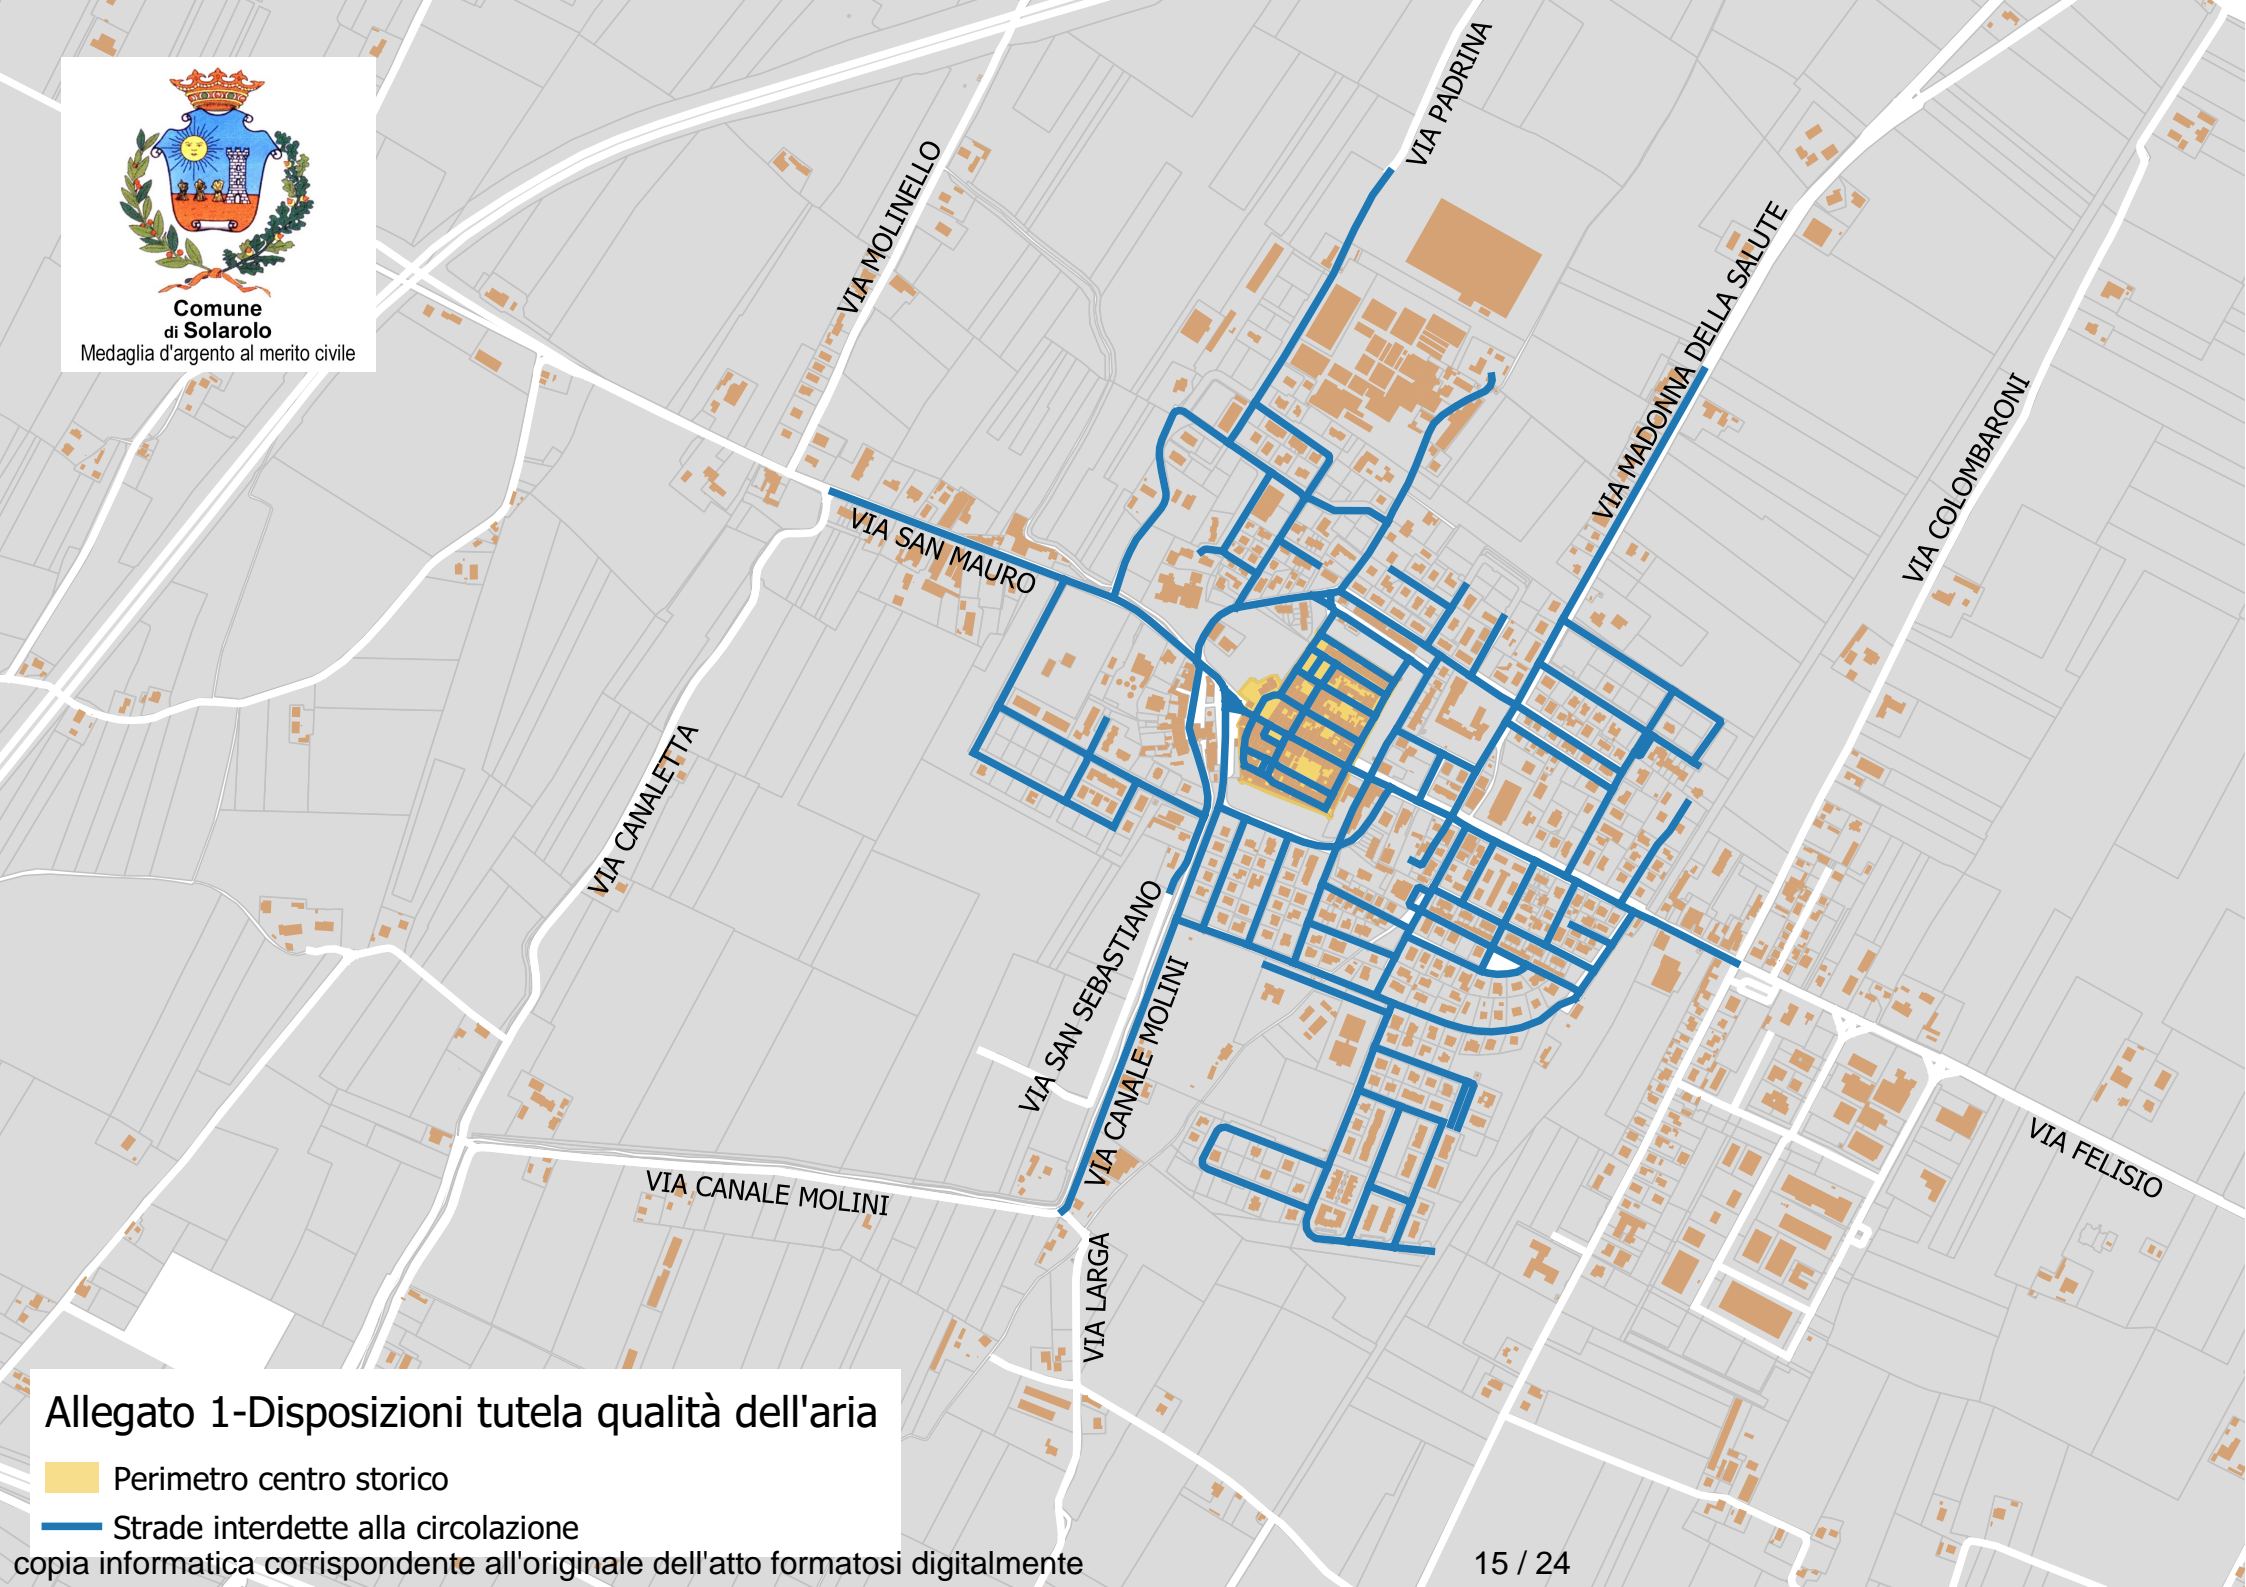 Comune
di Solarolo
Medaglia d'argento al merito civile
VIA PADRINA
VIA MOLINELLO
VIA MADONNA DELLA SALUTE
VIA COLOMBARONI
VIA SAN MAURO
VIA CANALETTA
VIA SAN SEBASTIANO
VIA CANALE MOLINI
VIA CANALE MOLINI
VIA FELISIO
VIA LARGA
Allegato 1-Disposizioni tutela qualità dell'aria
Perimetro centro storico
Strade interdette alla circolazione
copia informatica corrispondente all'originale dell'atto formatosi digitalmente
15 / 24